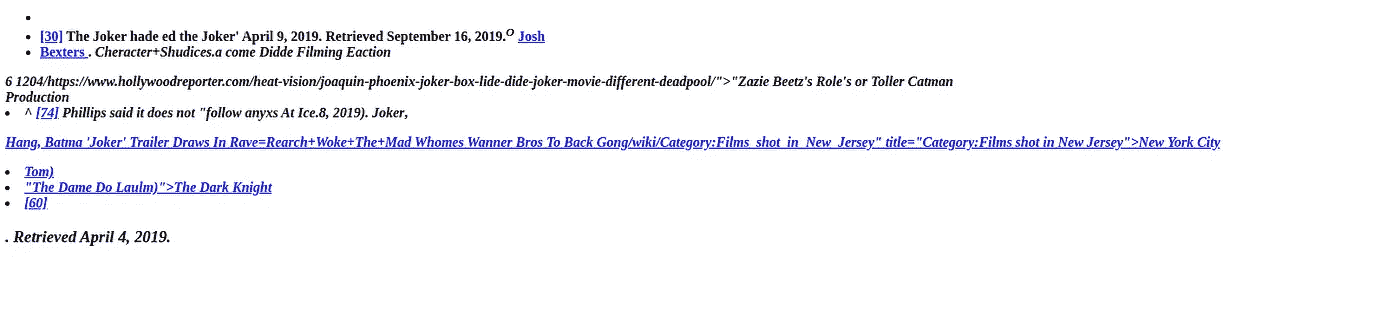 [30] The Joker hade ed the Joker' April 9, 2019. Retrieved September 16, 2019.O Josh
Bexters . Cheracter+Shudices.a come Didde Filming Eaction
6 1204/https://www.hollywoodreporter.com/heat-vision/joaquin-phoenix-joker-box-lide-dide-joker-movie-different-deadpool/">"Zazie Beetz's Role's or Toller Catman
Production
^ [74] Phillips said it does not "follow anyxs At Ice.8, 2019). Joker,
Hang, Batma 'Joker' Trailer Draws In Rave=Rearch+Woke+The+Mad Whomes Wanner Bros To Back Gong/wiki/Category:Films_shot_in_New_Jersey" title="Category:Films shot in New Jersey">New York City
Tom)
"The Dame Do Laulm)">The Dark Knight
[60]
. Retrieved April 4, 2019.